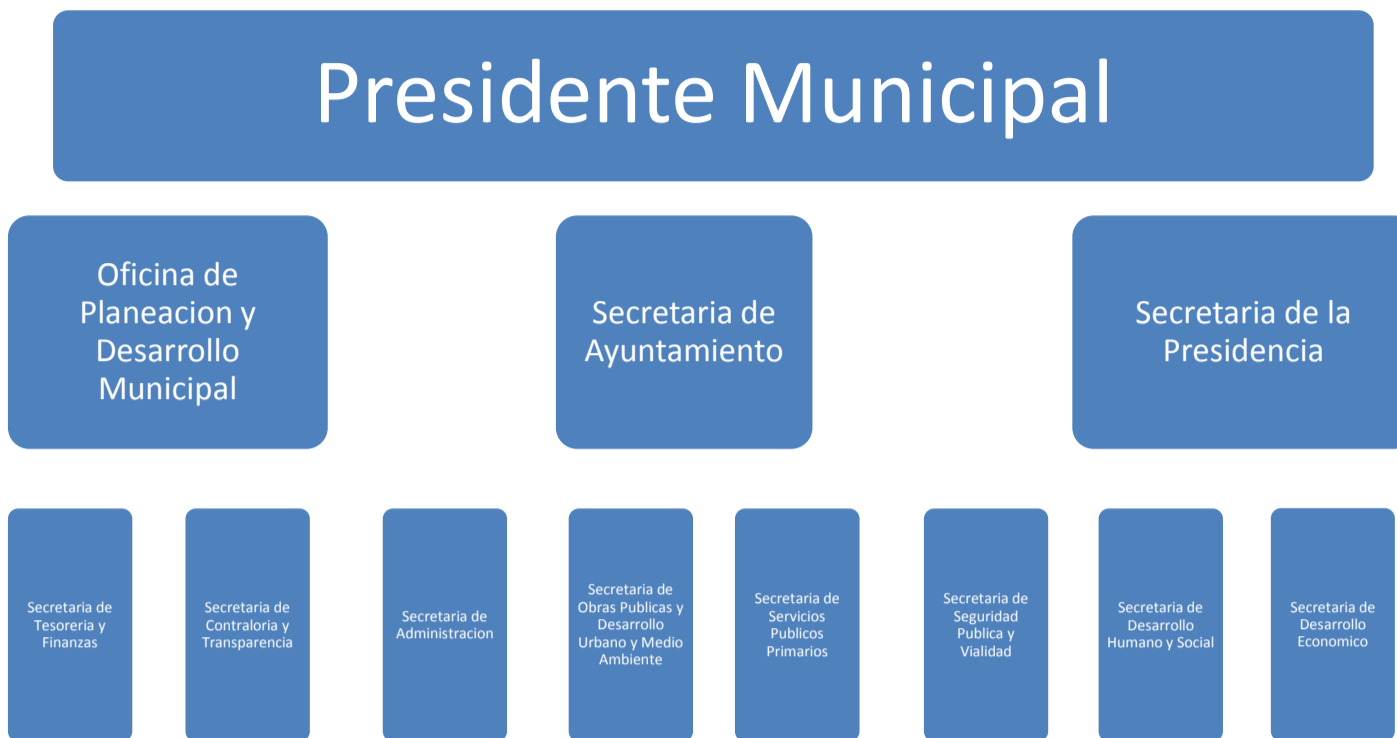 Presidente Municipal
Oficina de
Planeacion y
Desarrollo
Municipal
Secretaria de
Ayuntamiento
Secretaria de la
Presidencia
Secretaria de
Tesoreria y
Finanzas
Secretaria de
Contraloria y
Transparencia
Secretaria de
Administracion
Secretaria de
Obras Publicas y
Desarrollo
Urbano y Medio
Ambiente
Secretaria de
Servicios
Publicos
Primarios
Secretaria de
Seguridad
Publica y
Vialidad
Secretaria de
Desarrollo
Humano y Social
Secretaria de
Desarrollo
Economico